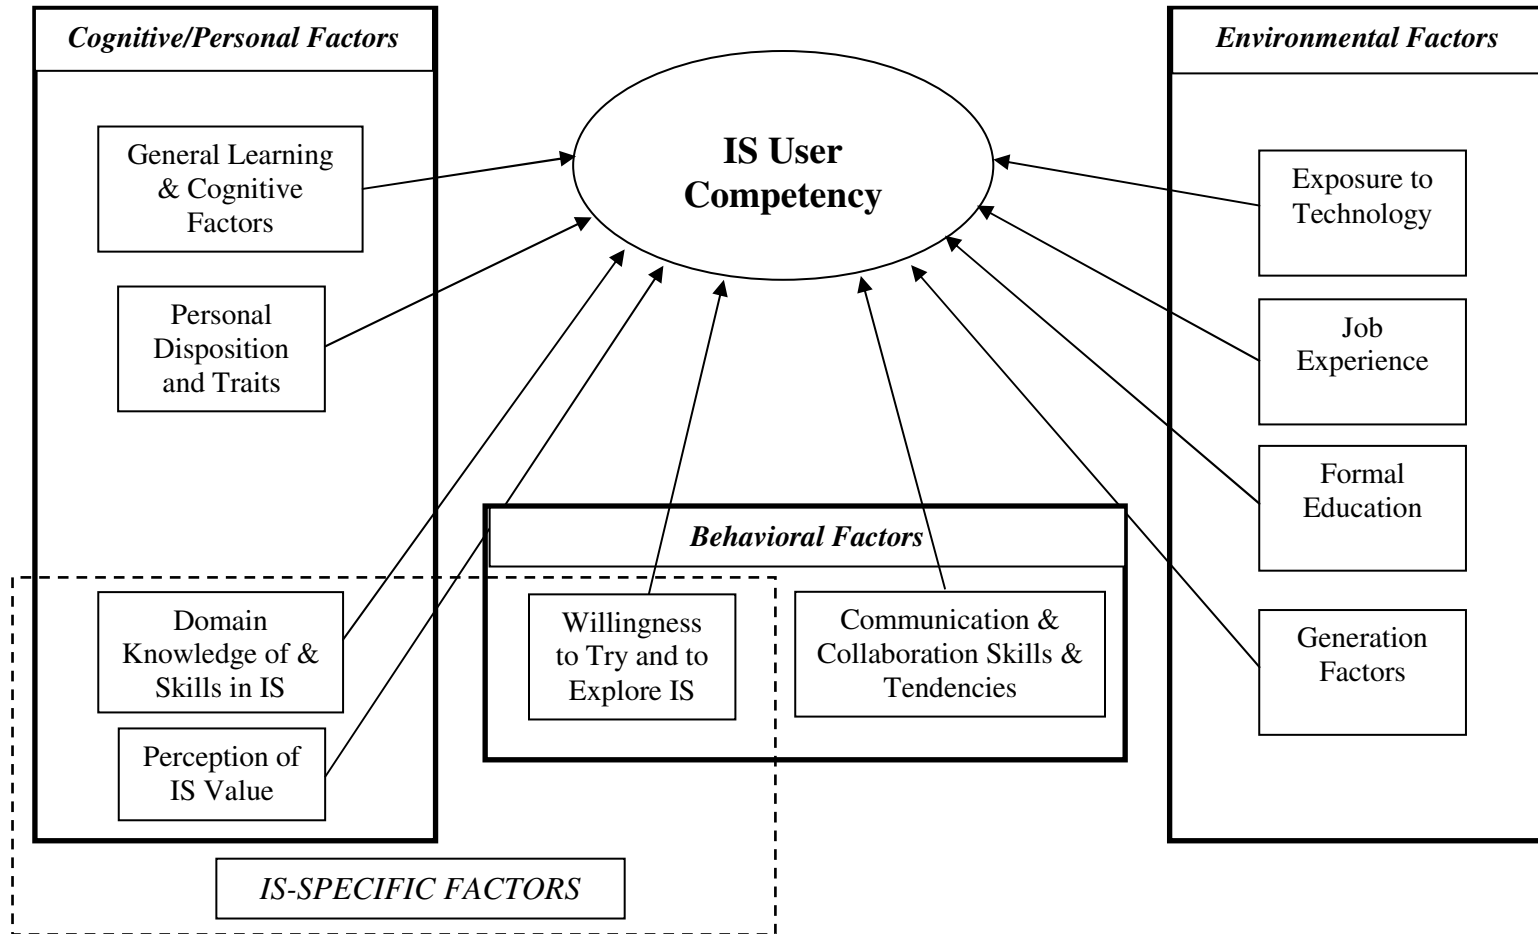 Cognitive/Personal Factors
General Learning
& Cognitive
Factors
Personal
Disposition
and Traits
Domain
Knowledge of &
Skills in IS
Perception of
IS Value
IS-SPECIFIC FACTORS
IS User
Competency
Behavioral Factors
Willingness
to Try and to
Explore IS
Communication &
Collaboration Skills &
Tendencies
Environmental Factors
Exposure to
Technology
Job
Experience
Formal
Education
Generation
Factors